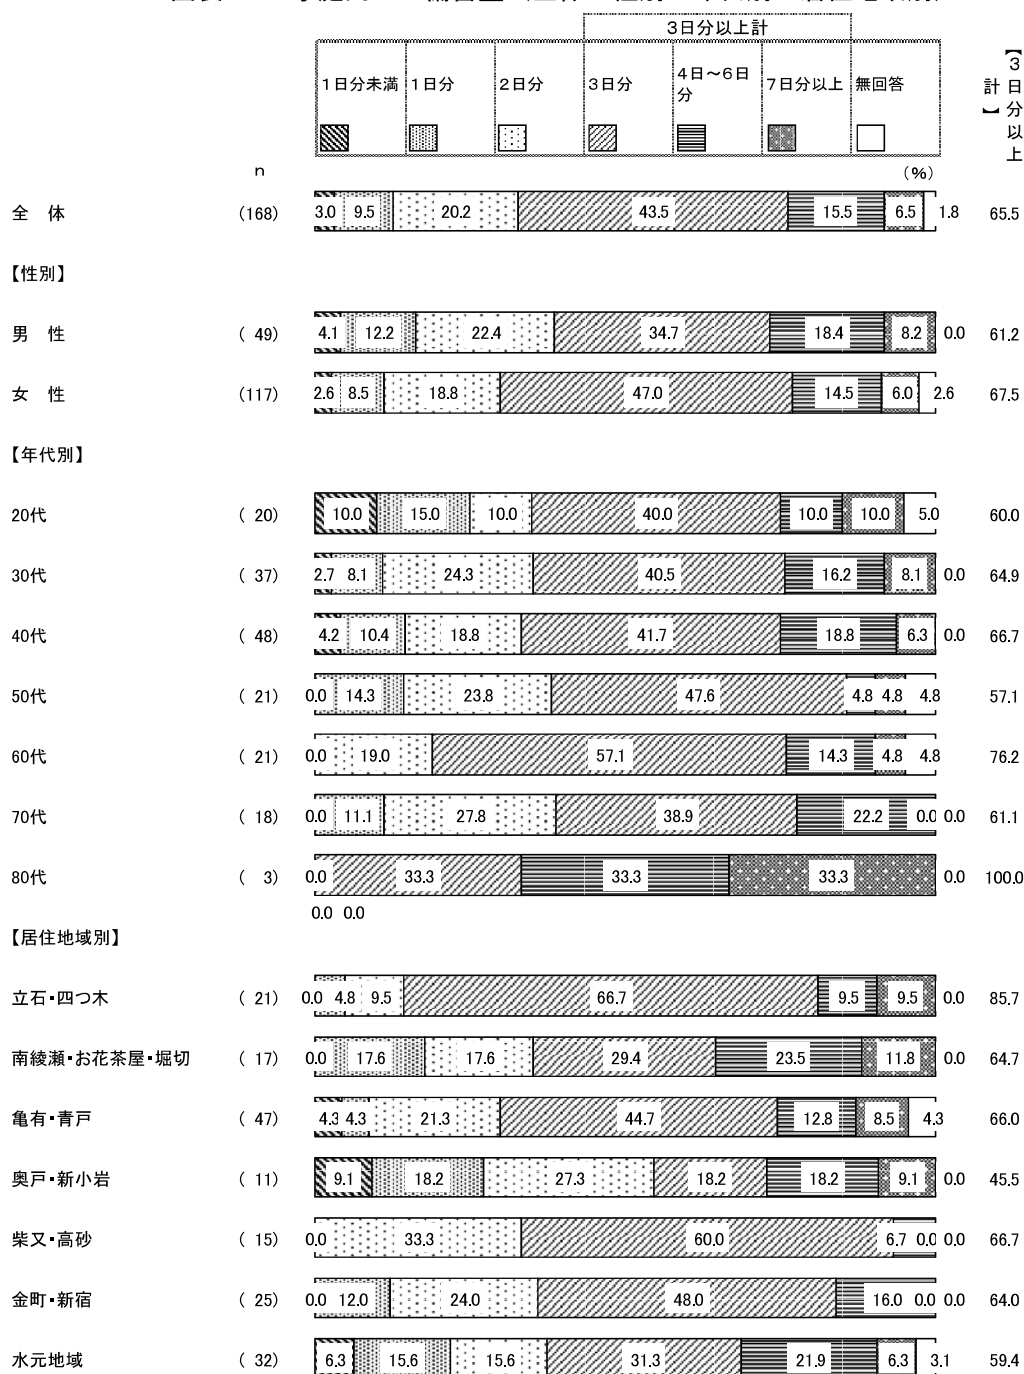 3日分以上計
1日分未満 1日分 2日分 3日分 4日～6日分 7日分以上 無回答
【3日分以上計】
n
(%)
全　体 (168) 3.0 9.5 20.2 43.5 15.5 6.5 1.8 65.5
【性別】
男　性 ( 49) 4.1 12.2 22.4 34.7 18.4 8.2 0.0 61.2
女　性 (117) 2.6 8.5 18.8 47.0 14.5 6.0 2.6 67.5
【年代別】
20代 ( 20) 10.0 15.0 10.0 40.0 10.0 10.0 5.0 60.0
30代 ( 37) 2.7 8.1 24.3 40.5 16.2 8.1 0.0 64.9
40代 ( 48) 4.2 10.4 18.8 41.7 18.8 6.3 0.0 66.7
50代 ( 21) 0.0 14.3 23.8 47.6 4.8 4.8 4.8 57.1
60代 ( 21) 0.0 19.0 57.1 14.3 4.8 4.8 76.2
70代 ( 18) 0.0 11.1 27.8 38.9 22.2 0.0 0.0 61.1
80代 ( 3) 0.0 33.3 33.3 33.3 0.0 100.0
0.0 0.0
【居住地域別】
立石・四つ木 ( 21) 0.0 4.8 9.5 66.7 9.5 9.5 0.0 85.7
南綾瀬・お花茶屋・堀切 ( 17) 0.0 17.6 17.6 29.4 23.5 11.8 0.0 64.7
亀有・青戸 ( 47) 4.3 4.3 21.3 44.7 12.8 8.5 4.3 66.0
奥戸・新小岩 ( 11) 9.1 18.2 27.3 18.2 18.2 9.1 0.0 45.5
柴又・高砂 ( 15) 0.0 33.3 60.0 6.7 0.0 0.0 66.7
金町・新宿 ( 25) 0.0 12.0 24.0 48.0 16.0 0.0 0.0 64.0
水元地域 ( 32) 6.3 15.6 15.6 31.3 21.9 6.3 3.1 59.4